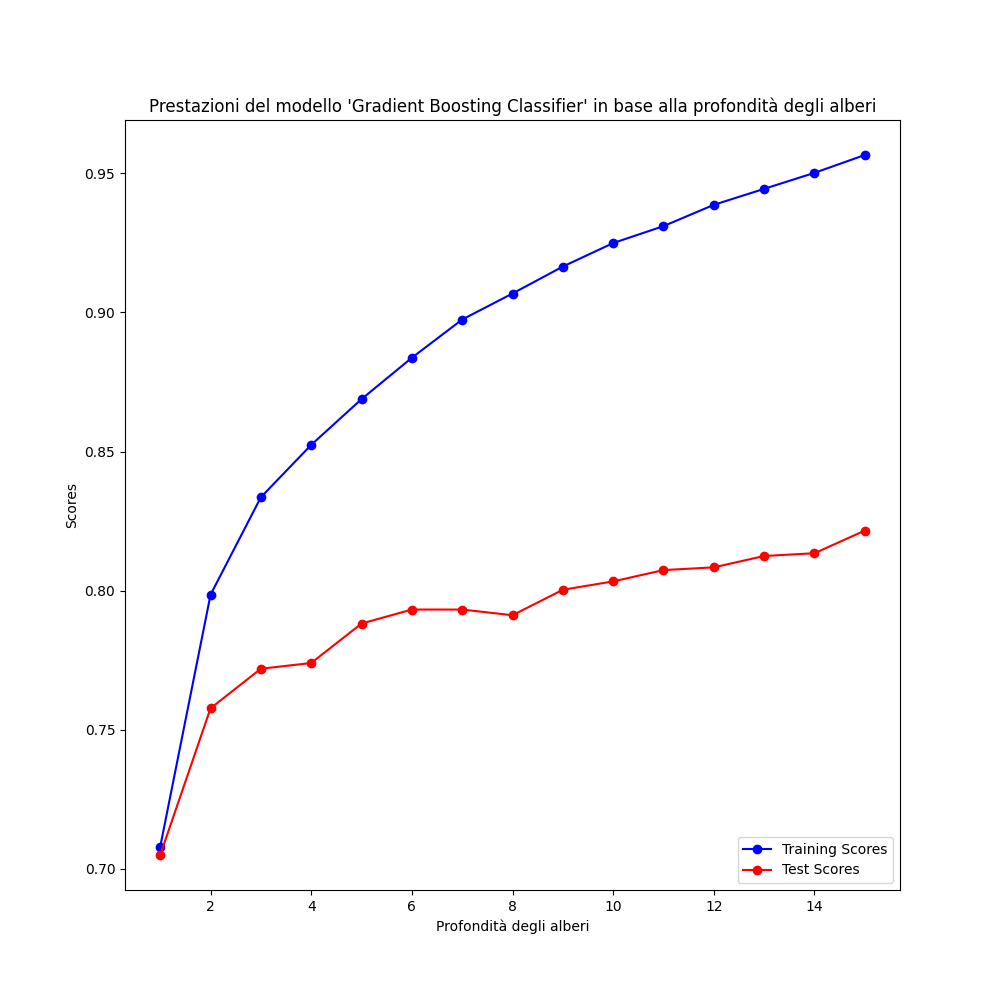 Prestazioni del modello 'Gradient Boosting Classifier' in base alla profondità degli alberi
0.95
0.90
0.85
Scores
0.80
0.75
0.70
Training Scores
Test Scores
2 4 6 8 10 12 14
Profondità degli alberi